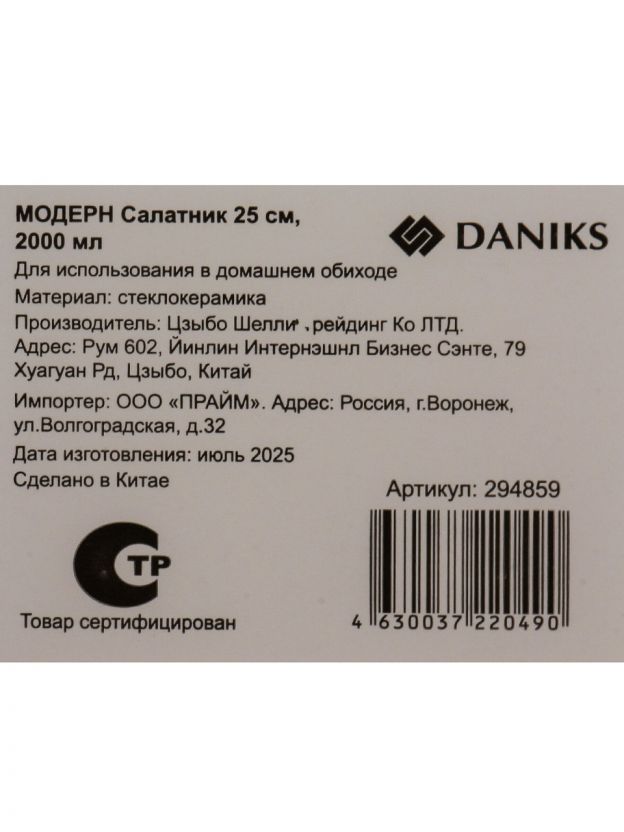 МОДЕРН Салатник 25 см,
2000 мл
DANIKS
Для использования в домашнем обиходе
Материал: стеклокерамика
Производитель: Цзыбо Шелли Ко ЛТД.
Адрес: Рум 602, Йинлин Интернэшнл Бизнес Сэнте, 79
Хуагуан Рд, Цзыбо, Китай
Импортер: ООО «ПРАЙМ». Адрес: Россия, г.Воронеж,
ул.Волгоградская, д.32
Дата изготовления: июль 2025
Сделано в Китае
Артикул: 294859
ТР
Товар сертифицирован
4 630037 220490